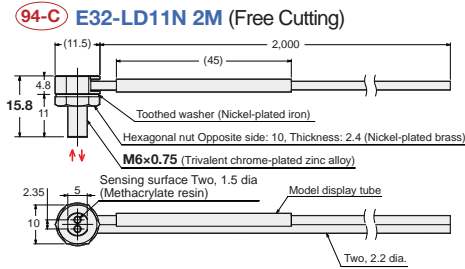 94-C E32-LD11N 2M (Free Cutting)
(11.5) 2,000
(45)
4.8
15.8
11
Toothed washer (Nickel-plated iron)
Hexagonal nut Opposite side: 10, Thickness: 2.4 (Nickel-plated brass)
M6×0.75 (Trivalent chrome-plated zinc alloy)
Sensing surface Two, 1.5 dia
(Methacrylate resin)
2.35 5
Model display tube
10
Two, 2.2 dia.